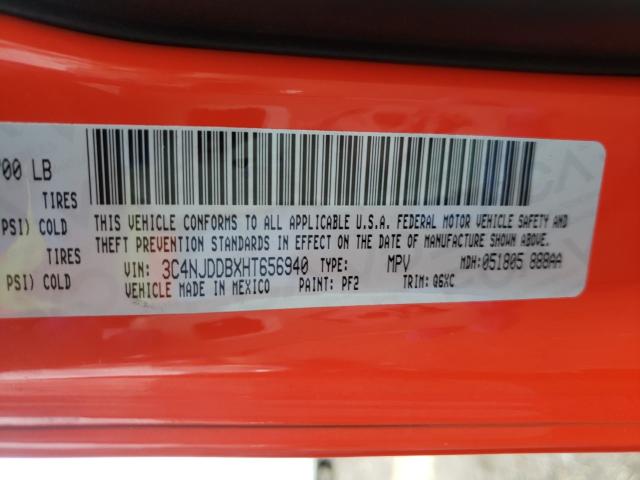 700 LB
TIRES
PSI) COLD
TIRES
PSI) COLD
THIS VEHICLE CONFORMS TO ALL APPLICABLE U.S.A. FEDERAL MOTOR VEHICLE SAFETY AND
THEFT PREVENTION STANDARDS IN EFFECT ON THE DATE OF MANUFACTURE SHOWN ABOVE.
VIN: 3C4NJDDBXHT656940 TYPE: MPV MDH: 051805 888AA
VEHICLE MADE IN MEXICO PAINT: PF2 TRIM: Q6XC